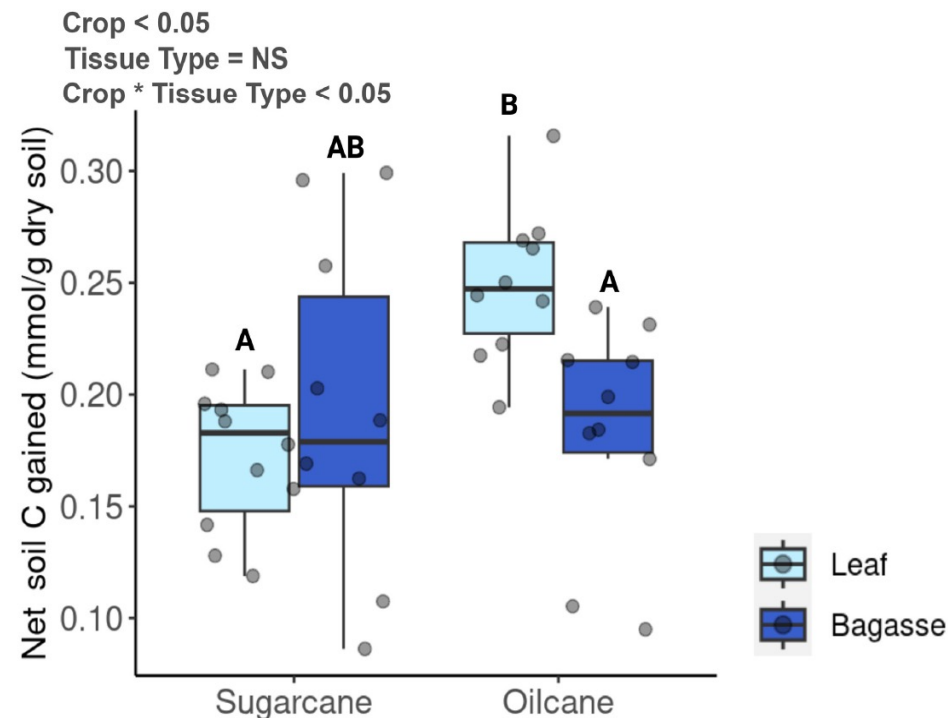 Crop < 0.05
Tissue Type = NS
Crop * Tissue Type < 0.05
Net soil C gained (mmol/g dry soil)
0.30
0.25
0.20
0.15
0.10
A
AB
B
A
Sugarcane
Oilcane
Leaf
Bagasse